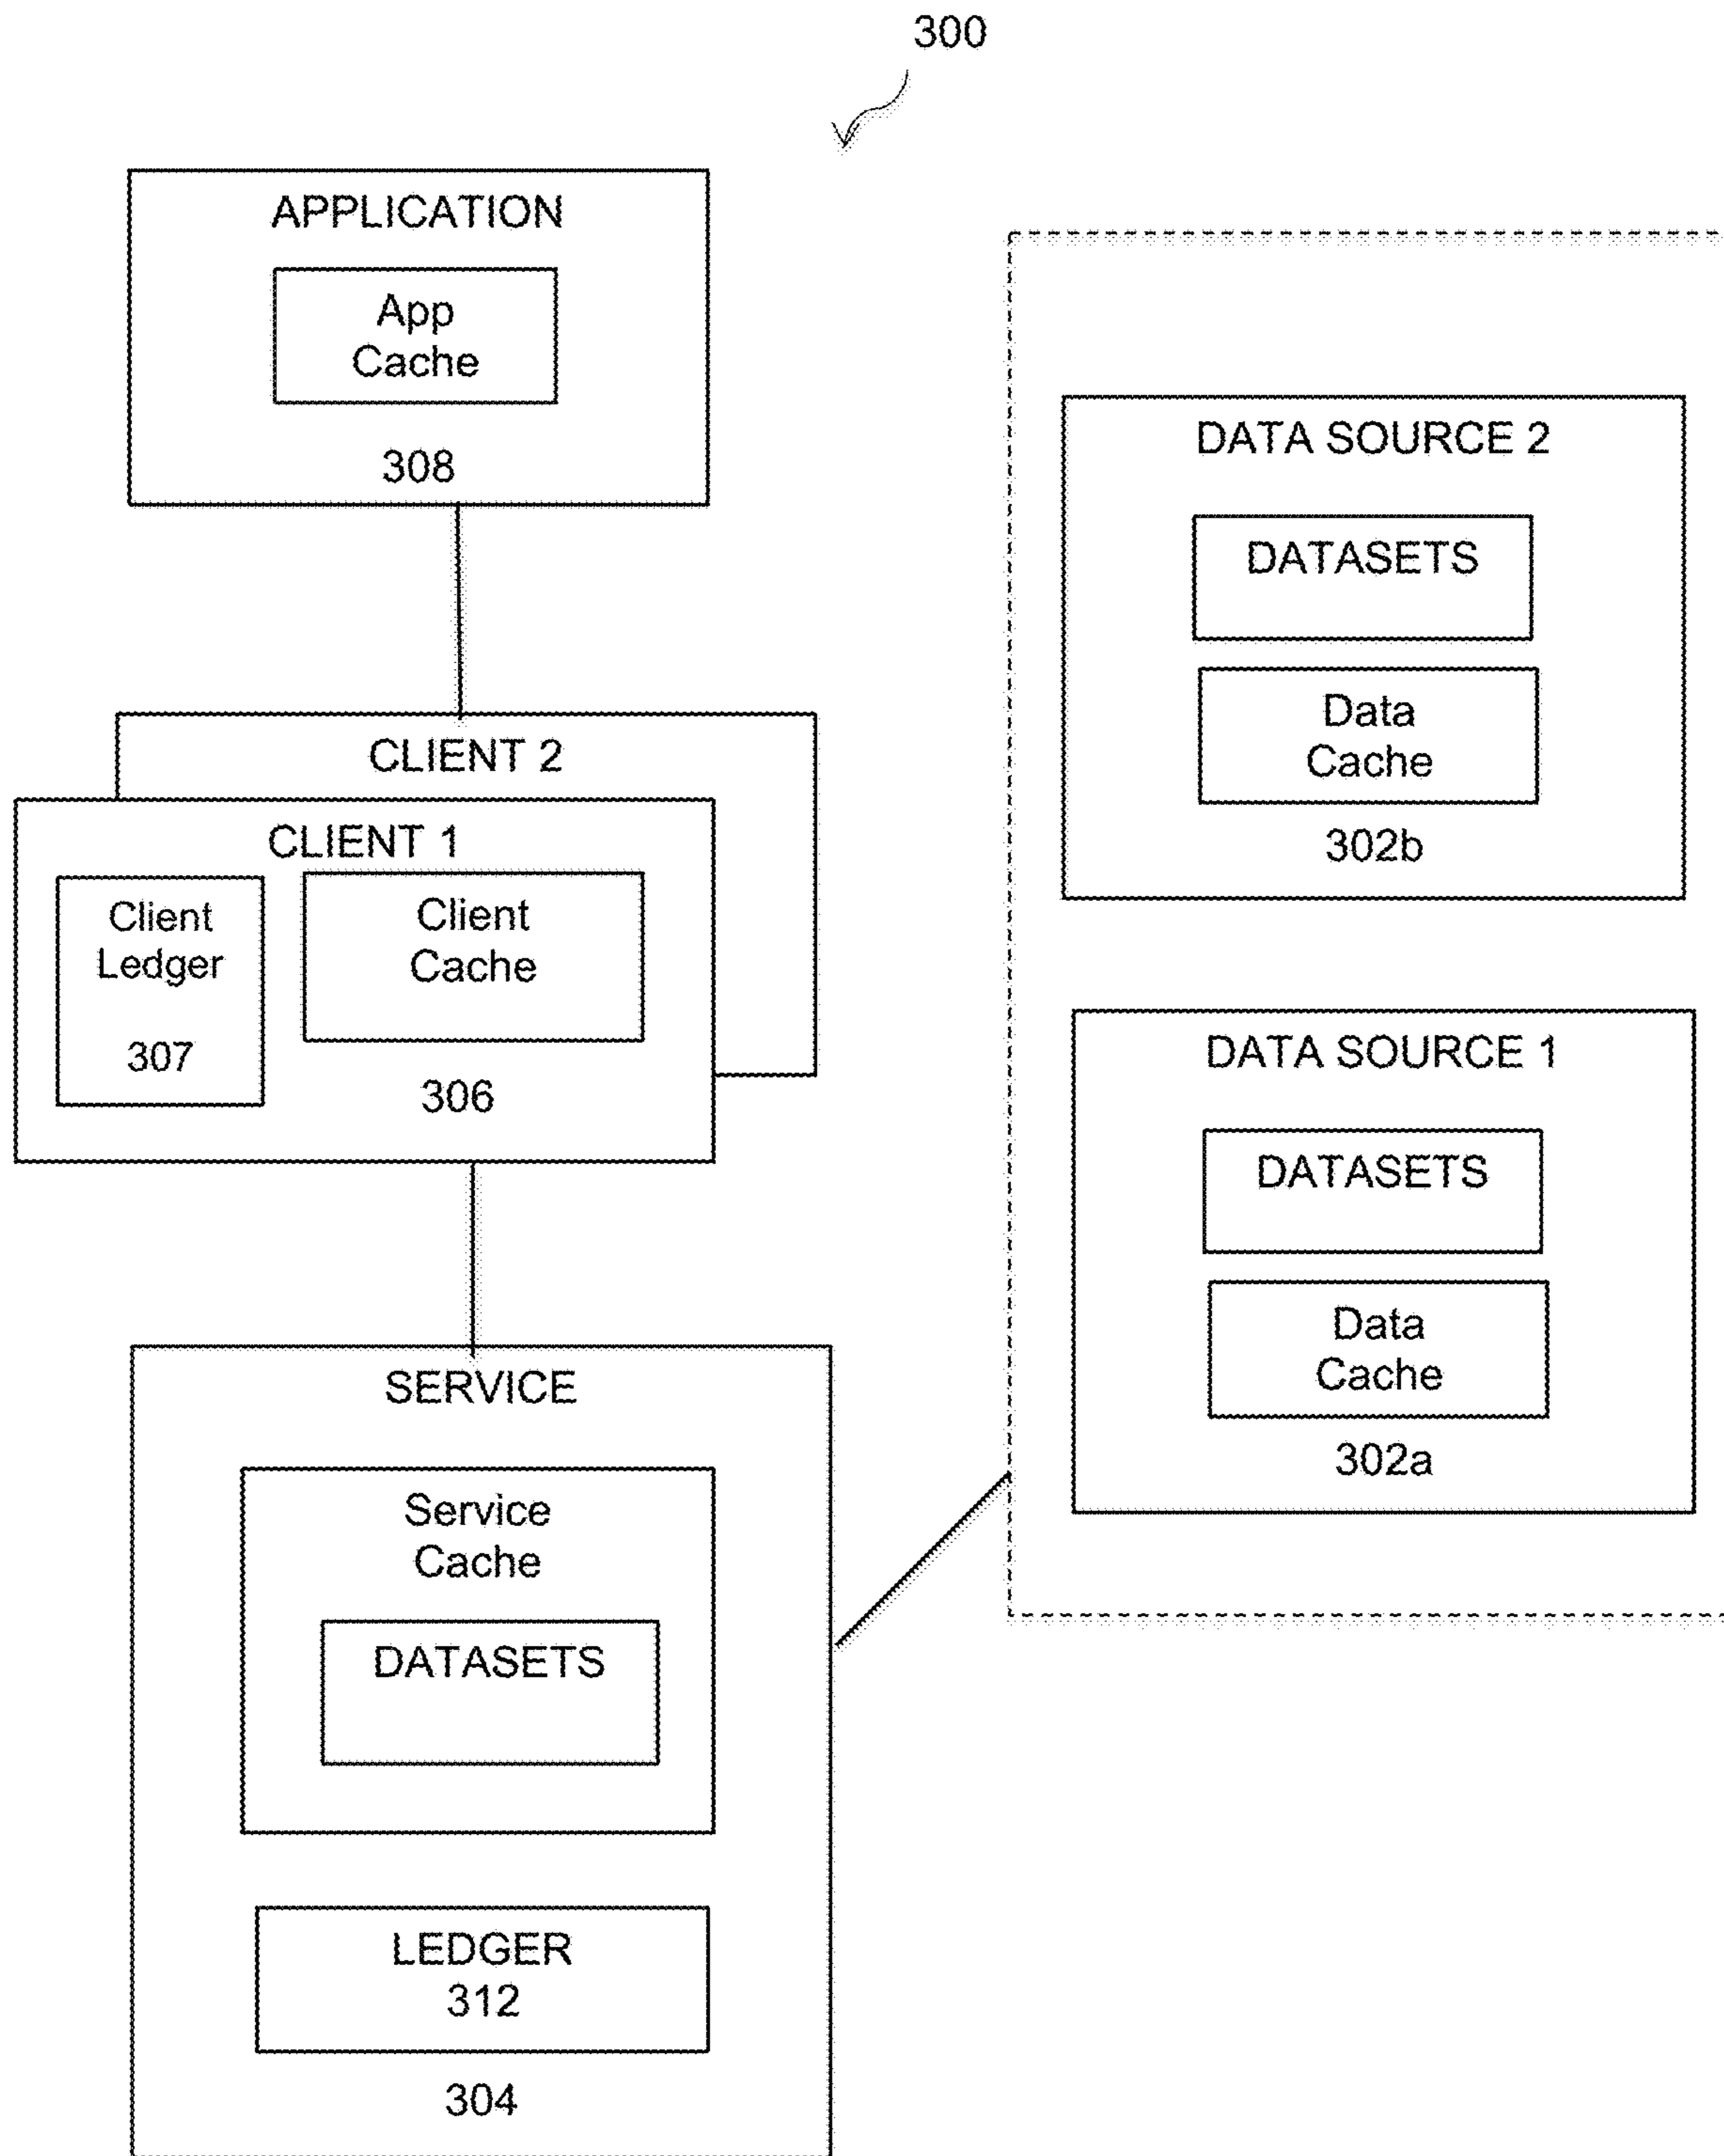 300
APPLICATION
App
Cache
308
CLIENT 2
CLIENT 1
Client
Ledger
307
Client
Cache
306
SERVICE
Service
Cache
DATASETS
LEDGER
312
304
DATA SOURCE 2
DATASETS
Data
Cache
302b
DATA SOURCE 1
DATASETS
Data
Cache
302a